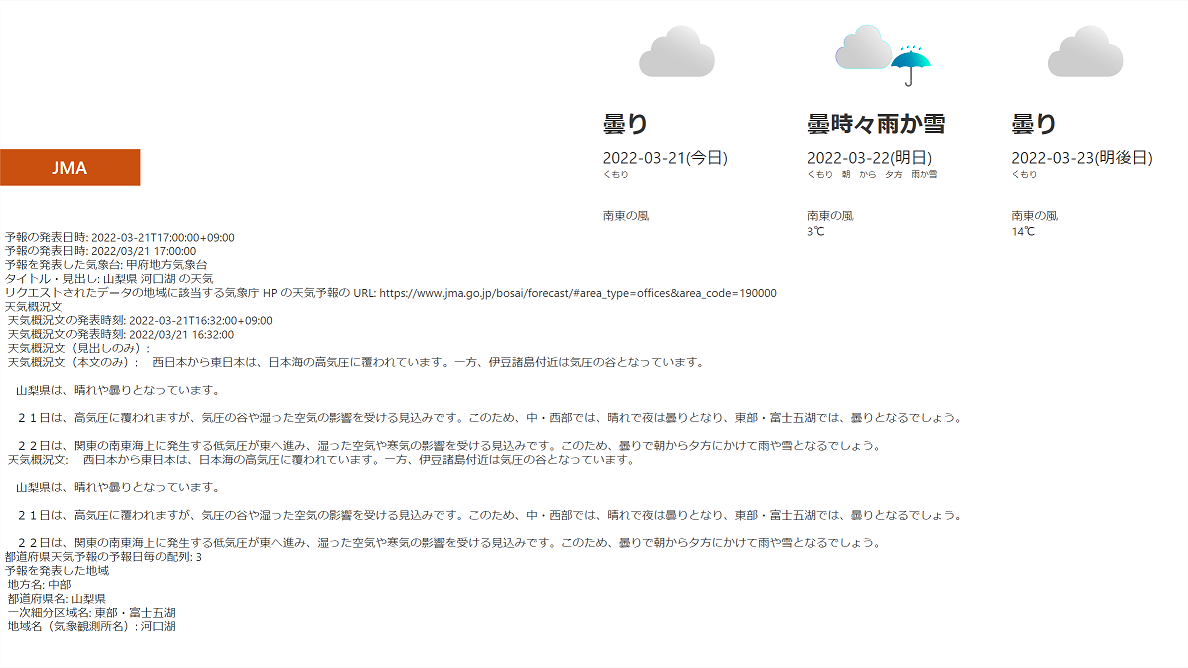 曇り
曇時々雨か雪
曇り
2022-03-21(今日)
2022-03-22(明日)
2022-03-23(明後日)
くもり
くもり　朝　から　夕方　雨か雪
くもり
JMA
南東の風
南東の風
南東の風
3℃
14℃
予報の発表日時: 2022-03-21T17:00:00+09:00
予報の発表日時: 2022/03/21 17:00:00
予報を発表した気象台: 甲府地方気象台
タイトル・見出し: 山梨県 河口湖 の天気
リクエストされたデータの地域に該当する気象庁 HP の天気予報の URL: https://www.jma.go.jp/bosai/forecast/#area_type=offices&area_code=190000
天気概況文
天気概況文の発表時刻: 2022-03-21T16:32:00+09:00
天気概況文の発表時刻: 2022/03/21 16:32:00
天気概況文（見出しのみ）:
天気概況文（本文のみ）:　西日本から東日本は、日本海の高気圧に覆われています。一方、伊豆諸島付近は気圧の谷となっています。
山梨県は、晴れや曇りとなっています。
２１日は、高気圧に覆われますが、気圧の谷や湿った空気の影響を受ける見込みです。このため、中・西部では、晴れで夜は曇りとなり、東部・富士五湖では、曇りとなるでしょう。
２２日は、関東の南東海上に発生する低気圧が東へ進み、湿った空気や寒気の影響を受ける見込みです。このため、曇りで朝から夕方にかけて雨や雪となるでしょう。
天気概況文:　西日本から東日本は、日本海の高気圧に覆われています。一方、伊豆諸島付近は気圧の谷となっています。
山梨県は、晴れや曇りとなっています。
２１日は、高気圧に覆われますが、気圧の谷や湿った空気の影響を受ける見込みです。このため、中・西部では、晴れで夜は曇りとなり、東部・富士五湖では、曇りとなるでしょう。
２２日は、関東の南東海上に発生する低気圧が東へ進み、湿った空気や寒気の影響を受ける見込みです。このため、曇りで朝から夕方にかけて雨や雪となるでしょう。
都道府県天気予報の予報日毎の配列: 3
予報を発表した地域
地方名: 中部
都道府県名: 山梨県
一次細分区域名: 東部・富士五湖
地域名（気象観測所名）: 河口湖